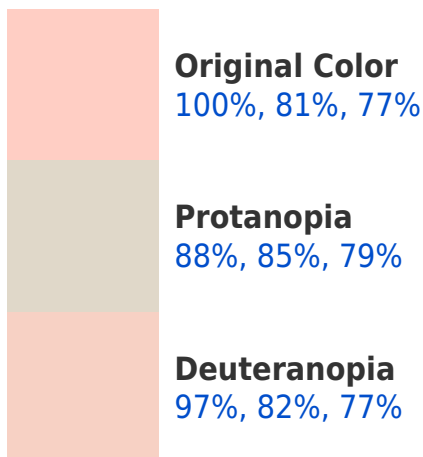 Original Color
100%, 81%, 77%
Protanopia
88%, 85%, 79%
Deuteranopia
97%, 82%, 77%